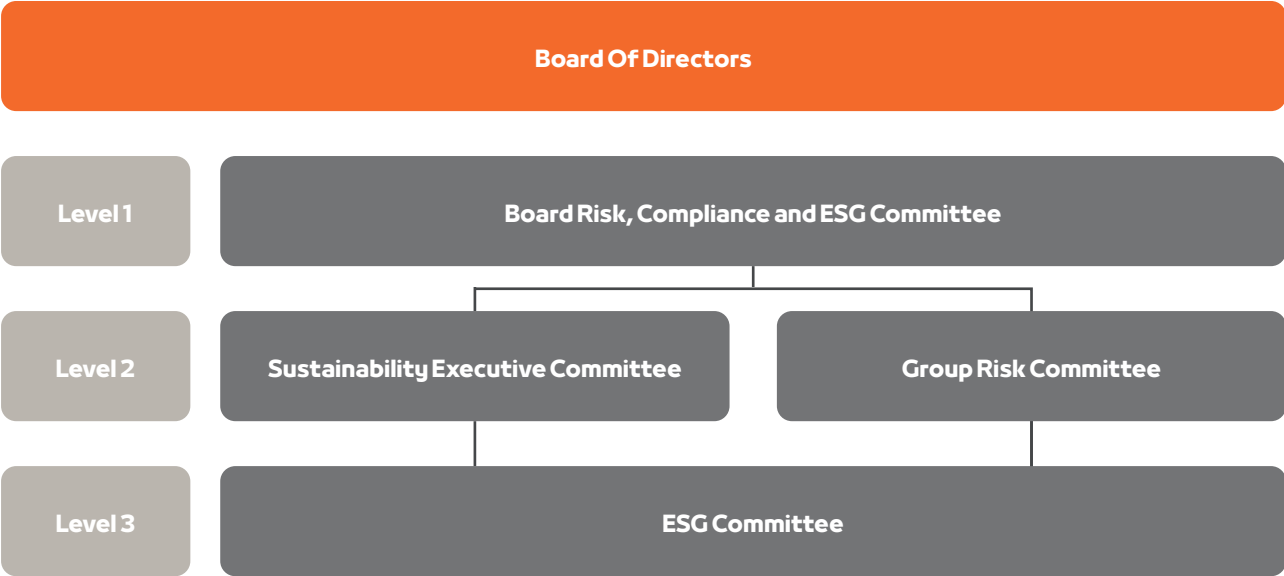 Board Of Directors
Level 1
Board Risk, Compliance and ESG Committee
Level 2
Sustainability Executive Committee
Group Risk Committee
Level 3
ESG Committee